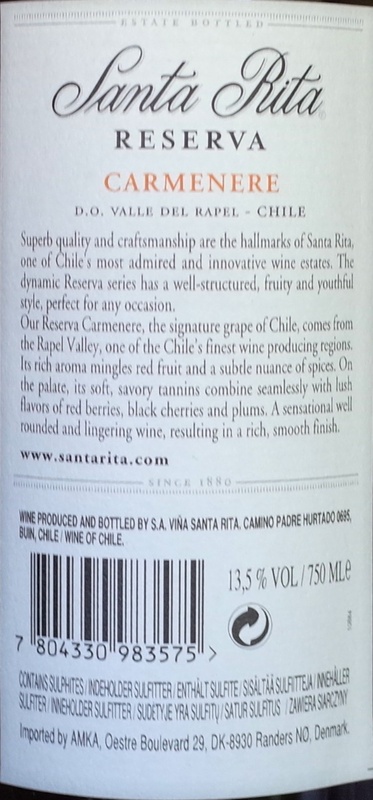 ESTATE BOTTLED
Santa Rita
RESERVA
CARMENERE
D.O. VALLE DEL RAPEL - CHILE
Superb quality and craftsmanship are the hallmarks of Santa Rita,
one of Chile's most admired and innovative wine estates. The
dynamic Reserva series has a well-structured, fruity and youthful
style, perfect for any occasion.
Our Reserva Carmenere, the signature grape of Chile, comes from
the Rapel Valley, one of the Chile's finest wine producing regions.
Its rich aroma mingles red fruit and a subtle nuance of spices. On
the palate, its soft, savory tannins combine seamlessly with lush
flavors of red berries, black cherries and plums. A sensational well
rounded and lingering wine, resulting in a rich, smooth finish.
www.santarita.com
SINCE 1880
WINE PRODUCED AND BOTTLED BY S.A. VIÑA SANTA RITA. CAMINO PADRE HURTADO 0695,
BUIN, CHILE / WINE OF CHILE.
13,5 % VOL / 750 MLe
7 804330 983575 >
CONTAINS SULPHITES / INDEHOLDER SULFITTER / ENTHÄLT SULFITE / SISÄLTÄÄ SULFIITTEJA / INNEHÅLLER
SULFITER / INNEHOLDER SULFITTER / SUDĖTYJE YRA SULFITŲ / SATUR SULFĪTUS / ZAWIERA SIARCZYNY
Imported by AMKA, Oestre Boulevard 29, DK-8930 Randers NO, Denmark.